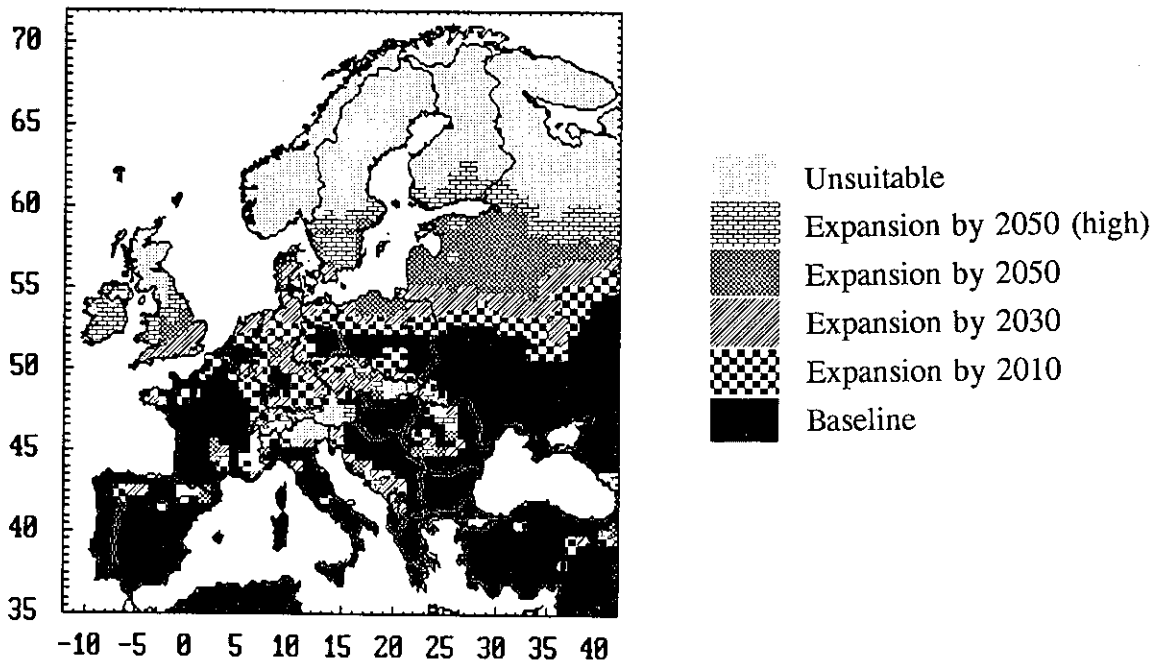 70
65
60
55
50
45
40
35
-10 -5 0 5 10 15 20 25 30 35 40
Unsuitable
Expansion by 2050 (high)
Expansion by 2050
Expansion by 2030
Expansion by 2010
Baseline